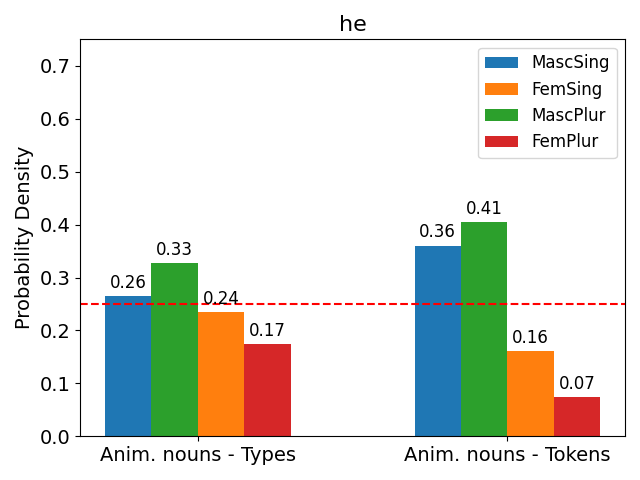 he
Probability Density
0.7
0.6
0.5
0.4
0.3
0.2
0.1
0.0
MascSing
FemSing
MascPlur
FemPlur
0.26
0.33
0.24
0.17
0.36
0.41
0.16
0.07
Anim. nouns - Types
Anim. nouns - Tokens